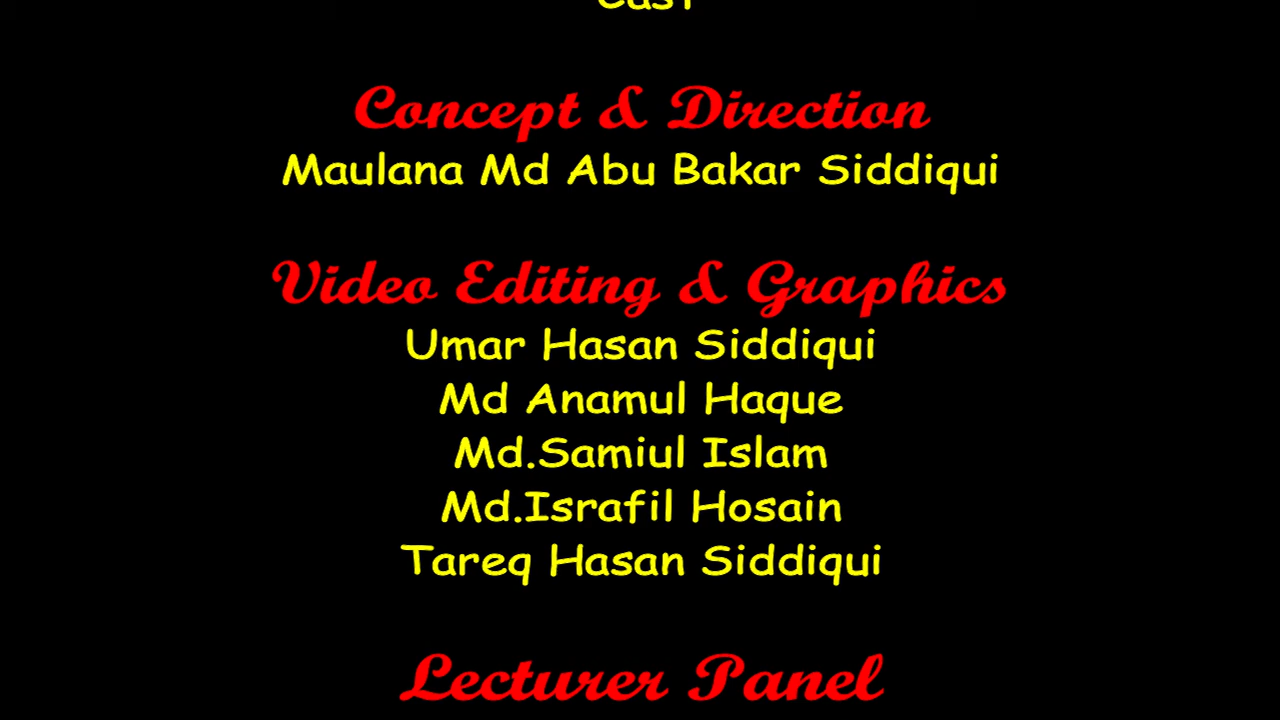 Cast
Concept & Direction
Maulana Md Abu Bakar Siddiqui
Video Editing & Graphics
Umar Hasan Siddiqui
Md Anamul Haque
Md.Samiul Islam
Md.Israfil Hosain
Tareq Hasan Siddiqui
Lecturer Panel